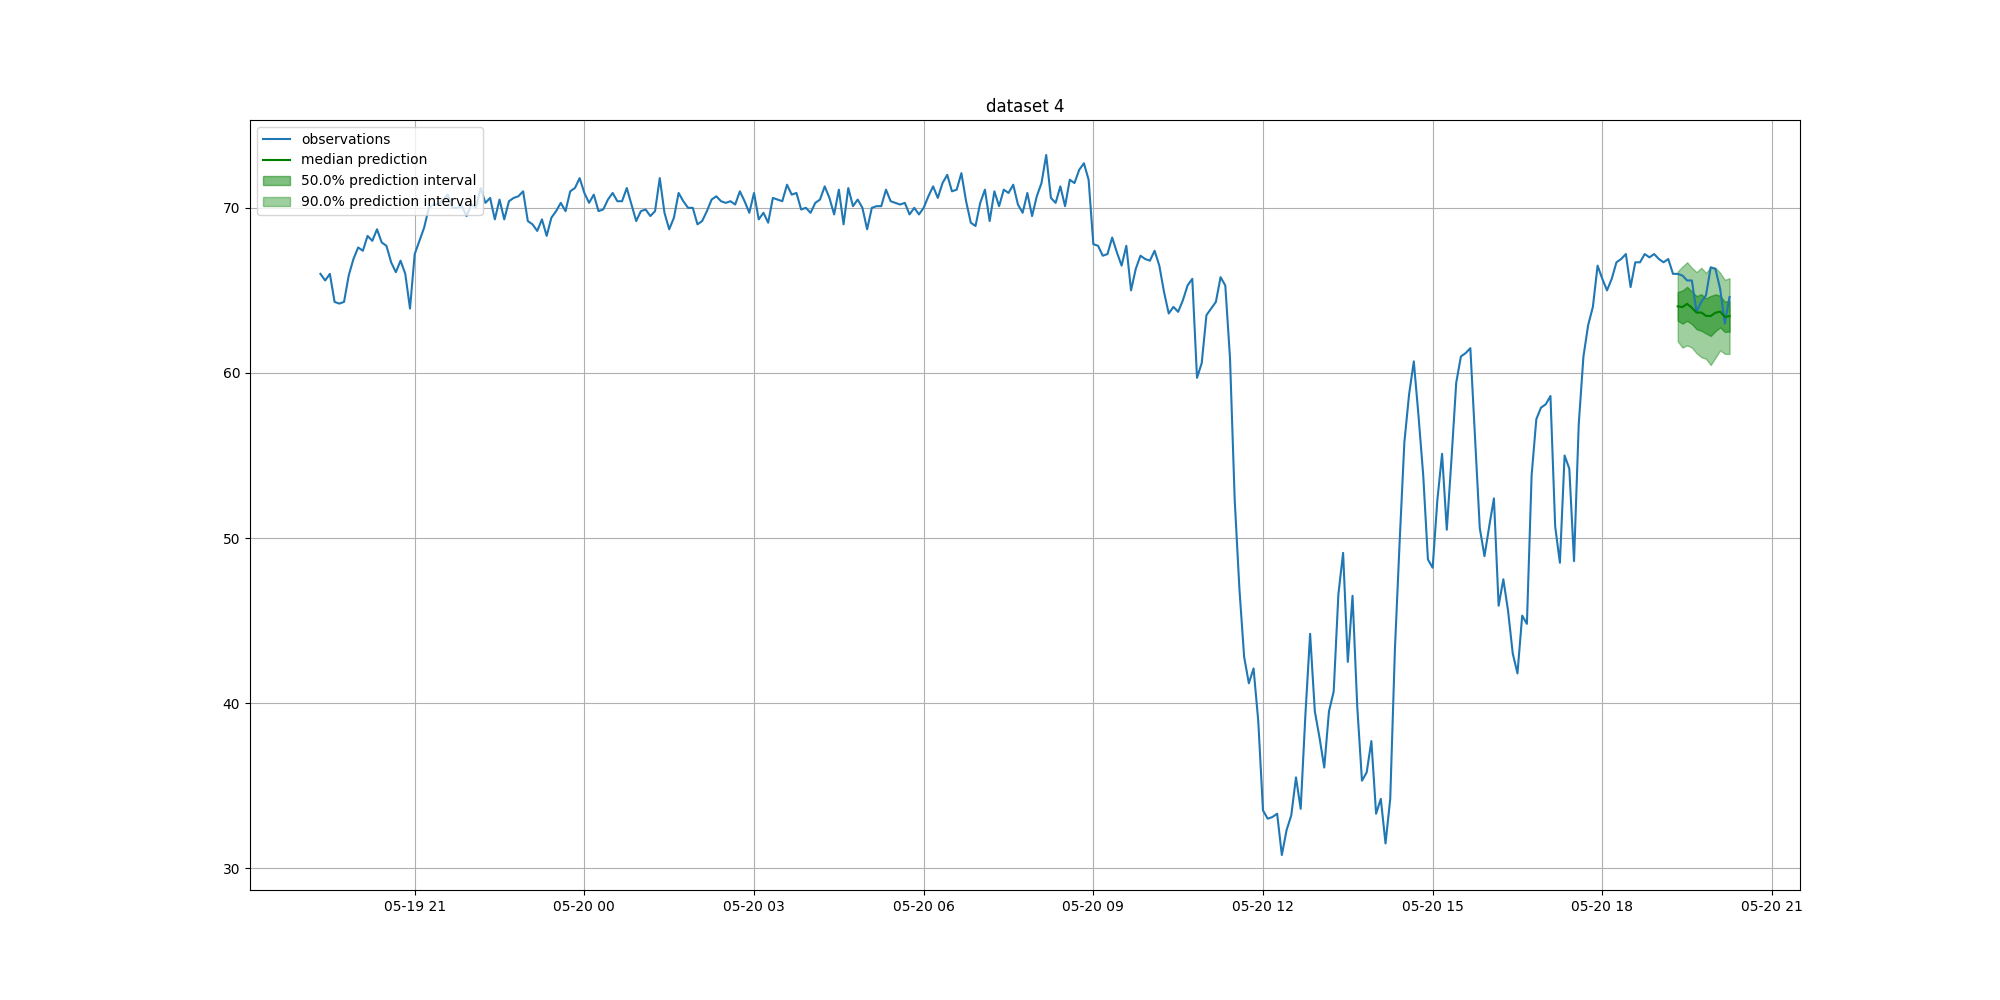 dataset 4
observations
median prediction
50.0% prediction interval
90.0% prediction interval
70
60
50
40
30
05-19 21
05-20 00
05-20 03
05-20 06
05-20 09
05-20 12
05-20 15
05-20 18
05-20 21